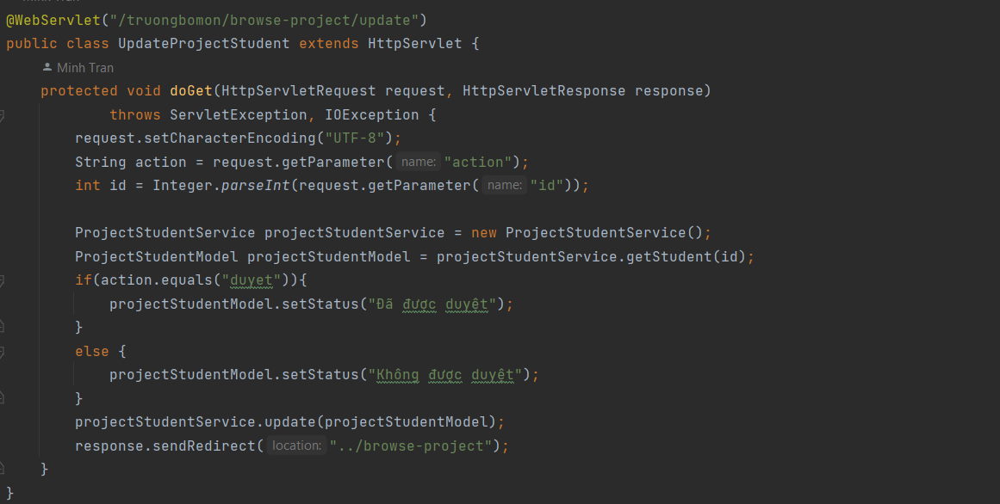 Minh Tran
@WebServlet("/truongbomon/browse-project/update")
public class UpdateProjectStudent extends HttpServlet {
Minh Tran
protected void doGet(HttpServletRequest request, HttpServletResponse response)
throws ServletException, IOException {
request.setCharacterEncoding("UTF-8");
String action = request.getParameter( name: "action");
int id = Integer.parseInt(request.getParameter( name: "id"));
ProjectStudentService projectStudentService = new ProjectStudentService();
ProjectStudentModel projectStudentModel = projectStudentService.getStudent(id);
if(action.equals("duyet")){
projectStudentModel.setStatus("Đã được duyệt");
}
else {
projectStudentModel.setStatus("Không được duyệt");
}
projectStudentService.update(projectStudentModel);
response.sendRedirect( location: "../browse-project");
}
}